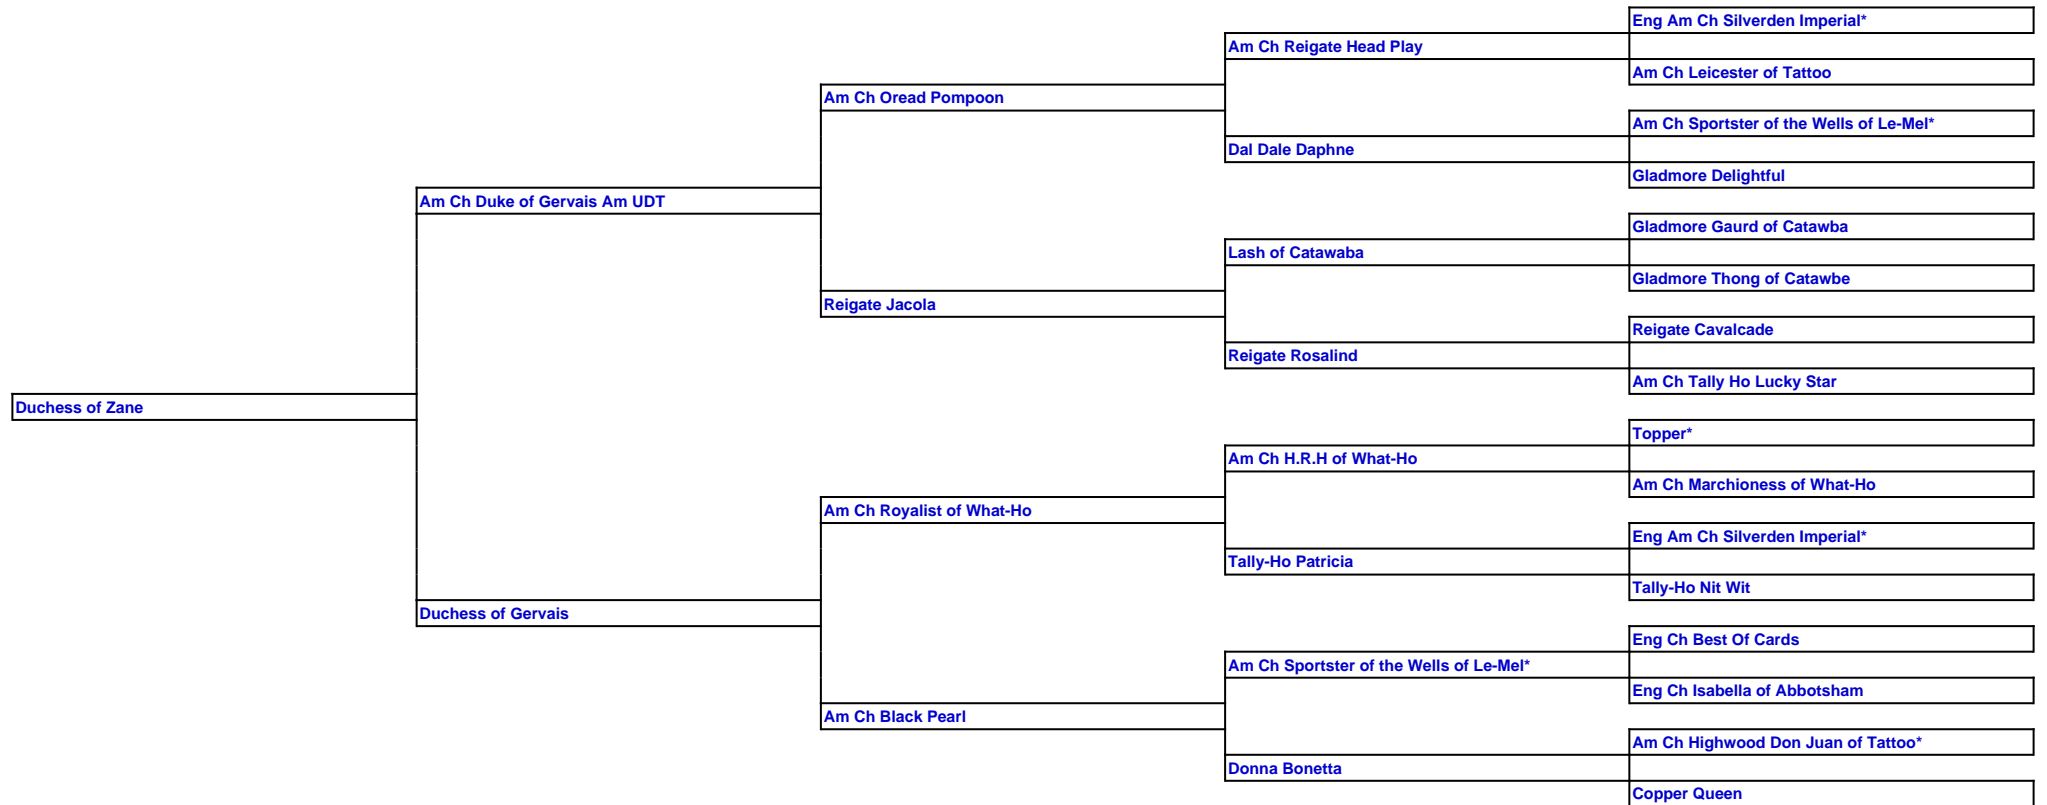 Eng Am Ch Silverden Imperial*
Am Ch Reigate Head Play
Am Ch Leicester of Tattoo
Am Ch Oread Pompoon
Am Ch Sportster of the Wells of Le-Mel*
Dal Dale Daphne
Gladmore Delightful
Am Ch Duke of Gervais Am UDT
Gladmore Gaurd of Catawba
Lash of Catawaba
Gladmore Thong of Catawbe
Reigate Jacola
Reigate Cavalcade
Reigate Rosalind
Am Ch Tally Ho Lucky Star
Duchess of Zane
Topper*
Am Ch H.R.H of What-Ho
Am Ch Marchioness of What-Ho
Am Ch Royalist of What-Ho
Eng Am Ch Silverden Imperial*
Tally-Ho Patricia
Tally-Ho Nit Wit
Duchess of Gervais
Eng Ch Best Of Cards
Am Ch Sportster of the Wells of Le-Mel*
Eng Ch Isabella of Abbotsham
Am Ch Black Pearl
Am Ch Highwood Don Juan of Tattoo*
Donna Bonetta
Copper Queen